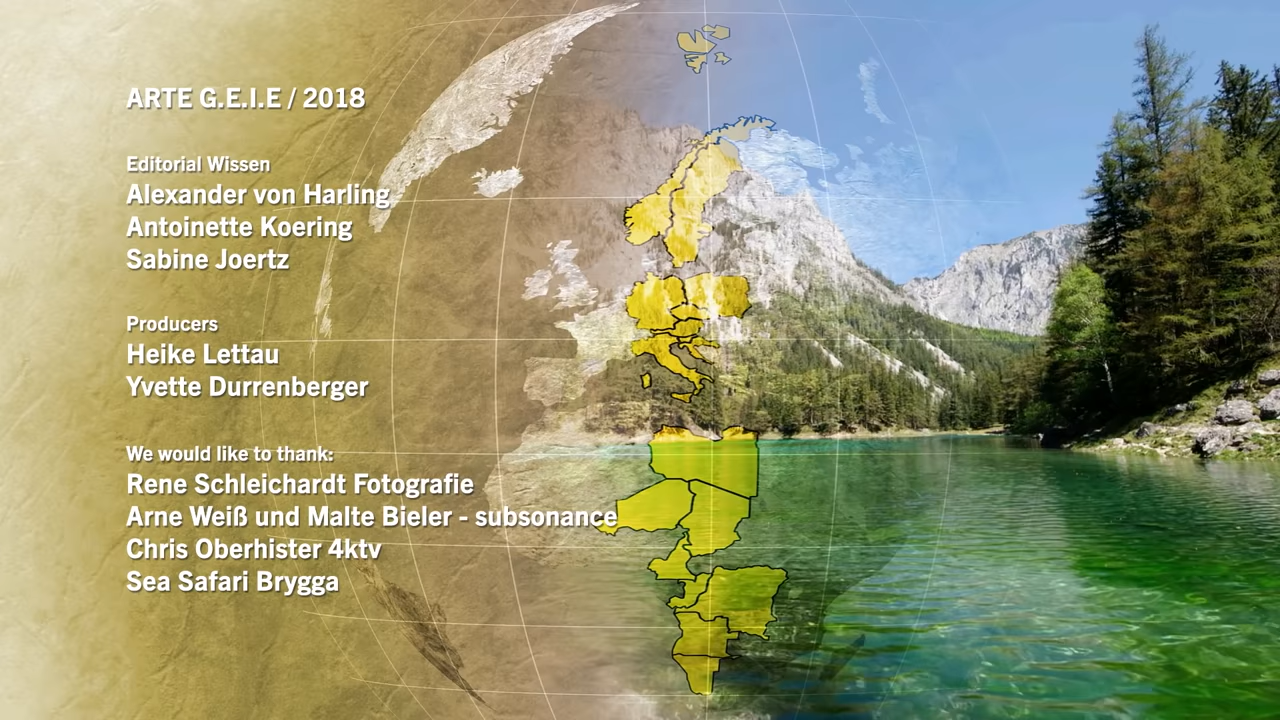 ARTE G.E.I.E / 2018
Editorial Wissen
Alexander von Harling
Antoinette Koering
Sabine Joertz
Producers
Heike Lettau
Yvette Durrenberger
We would like to thank:
Rene Schleichardt Fotografie
Arne Weiß und Malte Bieler - subsonance
Chris Oberhister 4ktv
Sea Safari Brygga